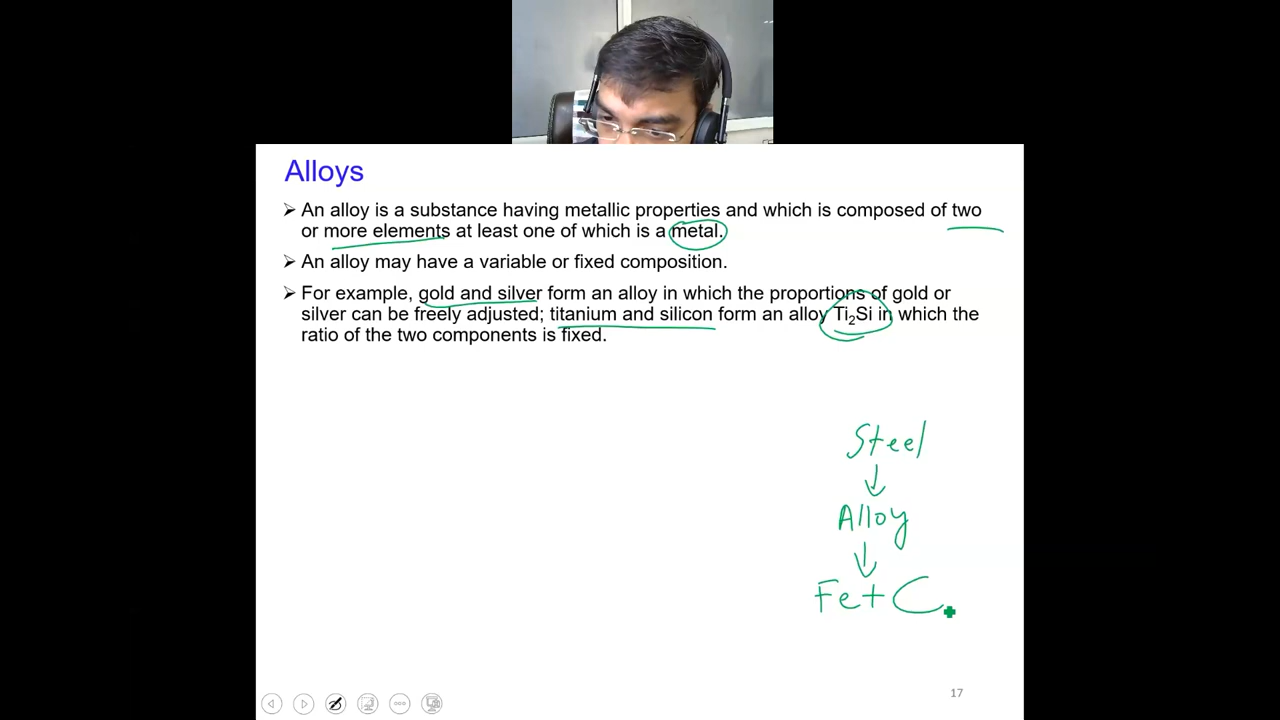 Alloys
➢ An alloy is a substance having metallic properties and which is composed of two
or more elements at least one of which is a metal.
➢ An alloy may have a variable or fixed composition.
➢ For example, gold and silver form an alloy in which the proportions of gold or
silver can be freely adjusted; titanium and silicon form an alloy Ti₂Si in which the
ratio of the two components is fixed.
Steel
↓
Alloy
↓
Fe + C
17